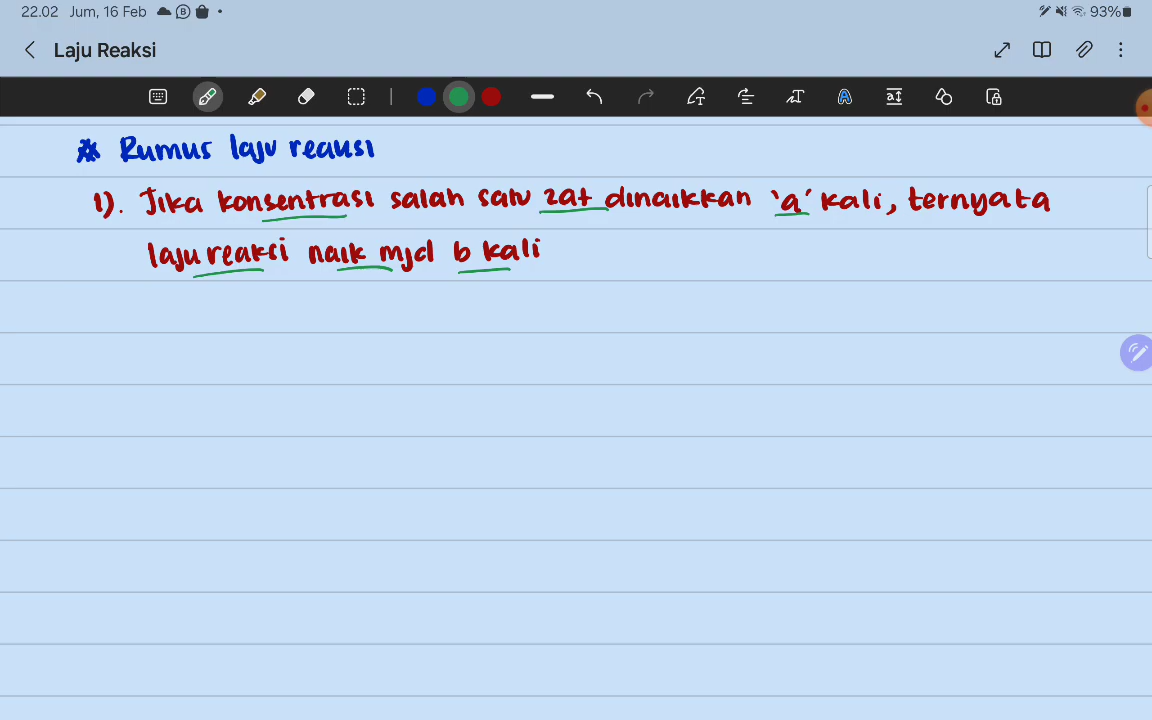 22.02 Jum, 16 Feb
93%
Laju Reaksi
Rumus laju reaksi
1). Jika konsentrasi salah satu zat dinaikkan 'a' kali, ternyata
laju reaksi naik mjd b kali